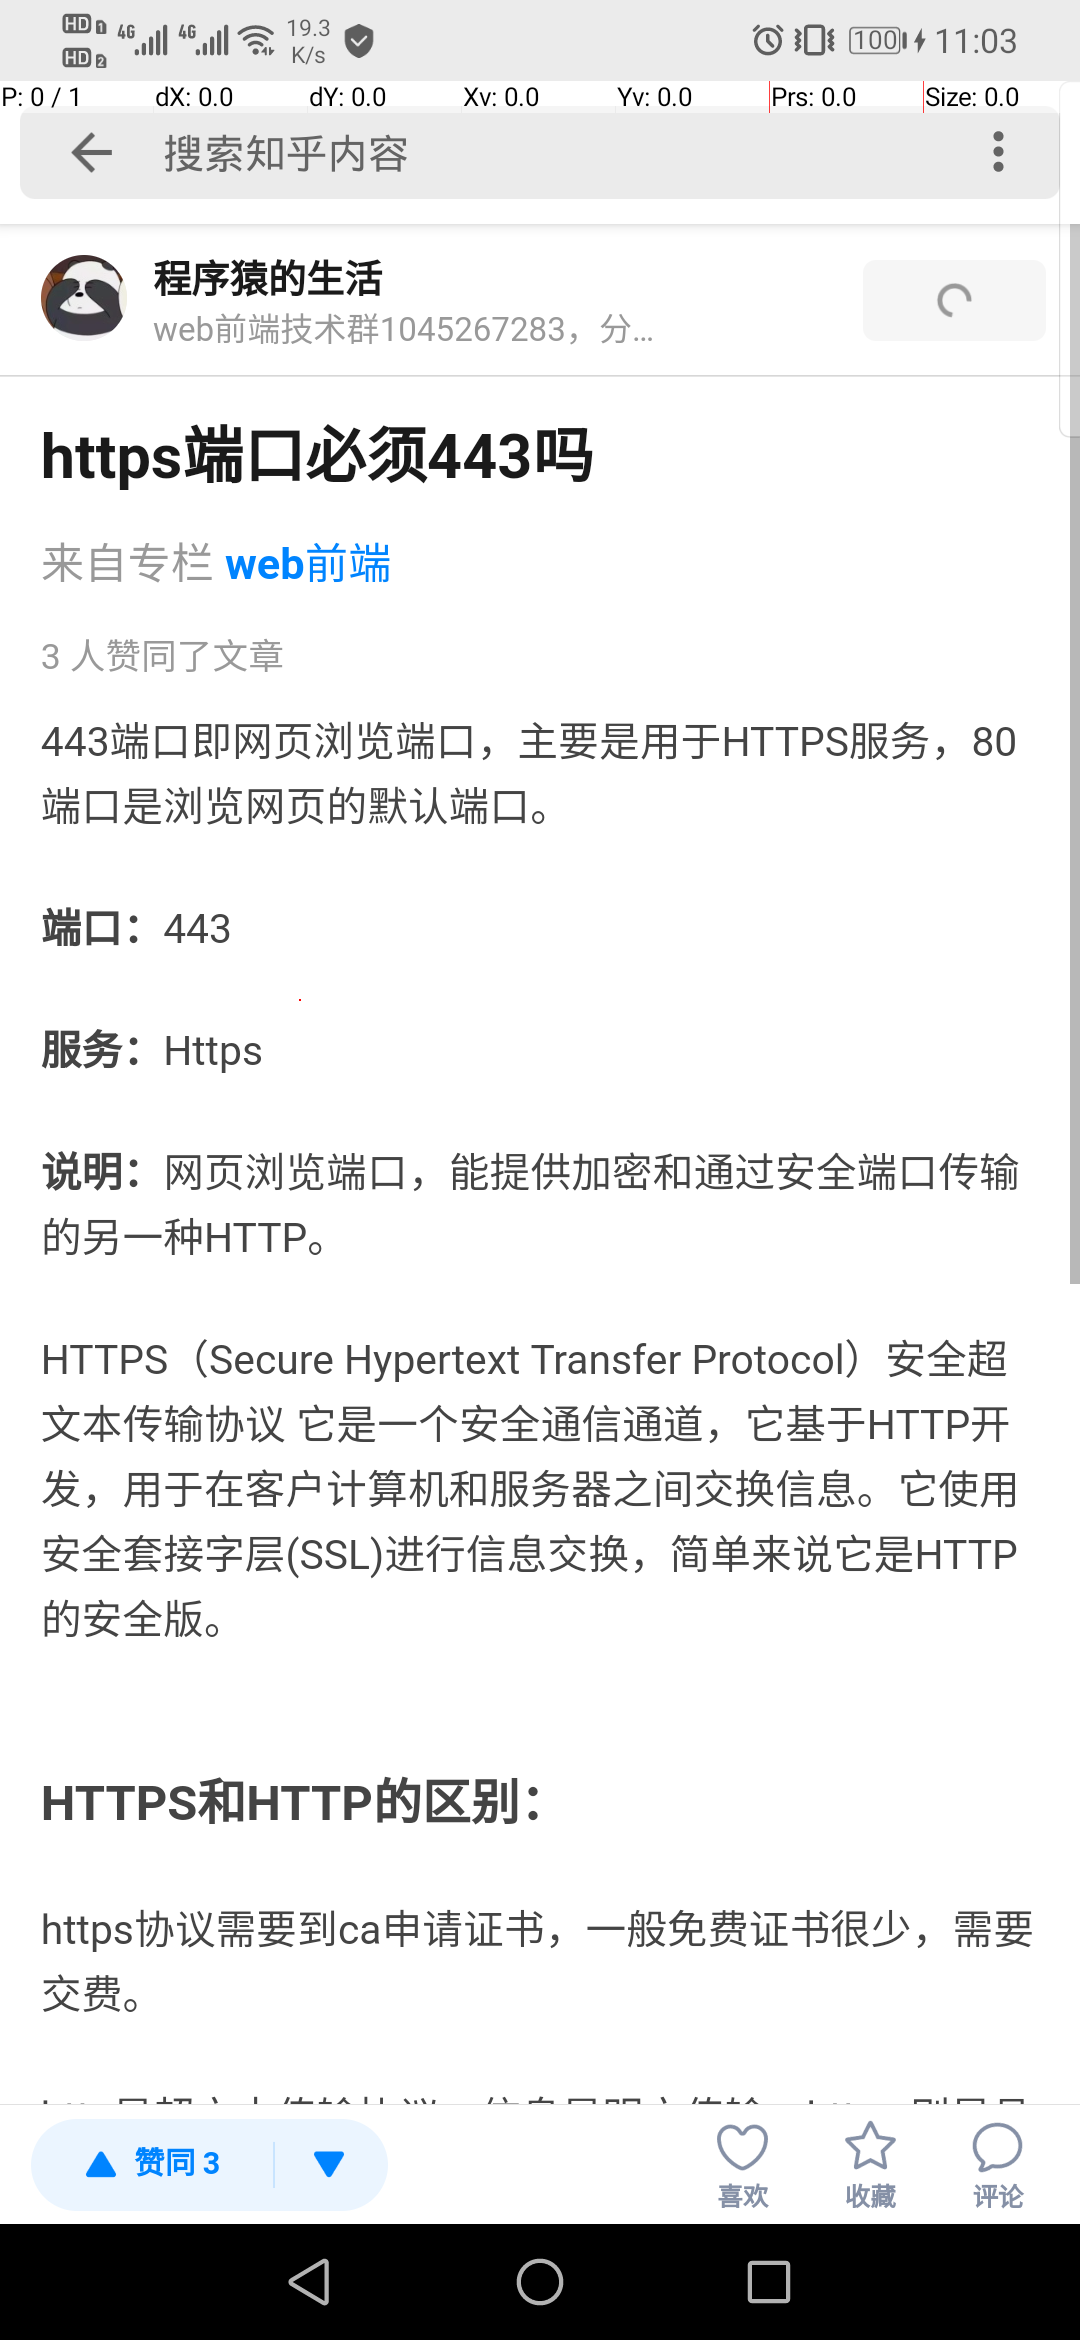 HD 1 4G 4G 19.3 K/s 100 11:03
HD 2
P: 0 / 1 dX: 0.0 dY: 0.0 Xv: 0.0 Yv: 0.0 Prs: 0.0 Size: 0.0
搜索知乎内容
程序猿的生活
web前端技术群1045267283，分...
https端口必须443吗
来自专栏 web前端
3 人赞同了文章
443端口即网页浏览端口，主要是用于HTTPS服务，80
端口是浏览网页的默认端口。
端口：443
服务：Https
说明：网页浏览端口，能提供加密和通过安全端口传输
的另一种HTTP。
HTTPS（Secure Hypertext Transfer Protocol）安全超
文本传输协议 它是一个安全通信通道，它基于HTTP开
发，用于在客户计算机和服务器之间交换信息。它使用
安全套接字层(SSL)进行信息交换，简单来说它是HTTP
的安全版。
HTTPS和HTTP的区别：
https协议需要到ca申请证书，一般免费证书很少，需要
交费。
赞同 3
喜欢 收藏 评论